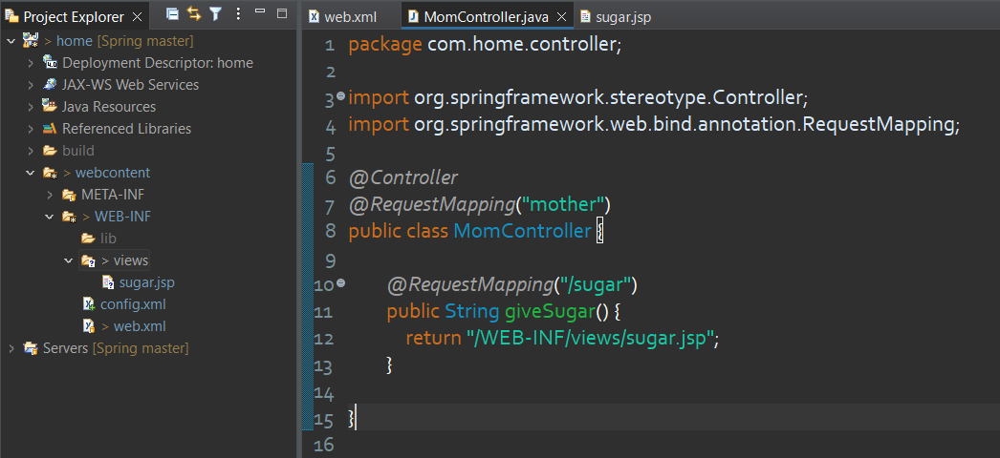 Project Explorer
> home [Spring master]
Deployment Descriptor: home
JAX-WS Web Services
Java Resources
Referenced Libraries
build
> webcontent
META-INF
> WEB-INF
lib
> views
sugar.jsp
config.xml
> web.xml
Servers [Spring master]
web.xml MomController.java sugar.jsp
1 package com.home.controller;
2
3 import org.springframework.stereotype.Controller;
4 import org.springframework.web.bind.annotation.RequestMapping;
5
6 @Controller
7 @RequestMapping("mother")
8 public class MomController {
9
10 @RequestMapping("/sugar")
11 public String giveSugar() {
12 return "/WEB-INF/views/sugar.jsp";
13 }
14
15 }
16